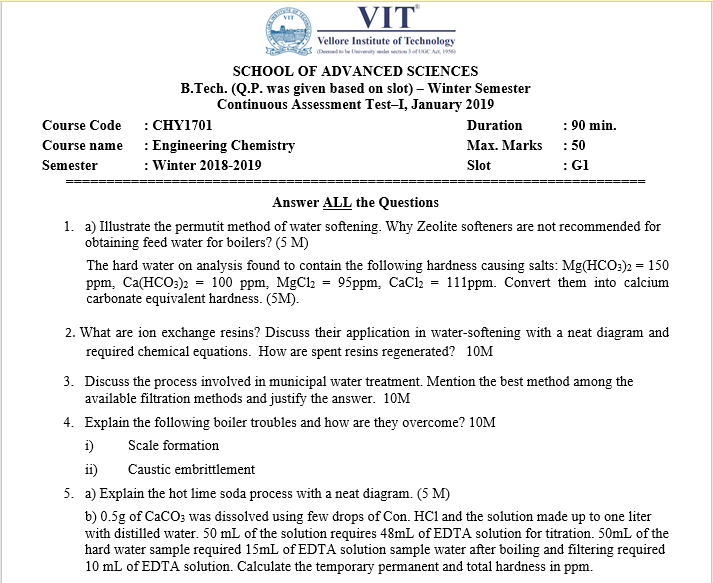 VIT
VIT
Vellore Institute of Technology
(Deemed to be University under section 3 of UGC Act, 1956)
SCHOOL OF ADVANCED SCIENCES
B.Tech. (Q.P. was given based on slot) – Winter Semester
Continuous Assessment Test–I, January 2019
Course Code : CHY1701 Duration : 90 min.
Course name : Engineering Chemistry Max. Marks : 50
Semester : Winter 2018-2019 Slot : G1
Answer ALL the Questions
1. a) Illustrate the permutit method of water softening. Why Zeolite softeners are not recommended for
obtaining feed water for boilers? (5 M)
The hard water on analysis found to contain the following hardness causing salts: Mg(HCO3)2 = 150
ppm, Ca(HCO3)2 = 100 ppm, MgCl2 = 95ppm, CaCl2 = 111ppm. Convert them into calcium
carbonate equivalent hardness. (5M).
2. What are ion exchange resins? Discuss their application in water-softening with a neat diagram and
required chemical equations. How are spent resins regenerated? 10M
3. Discuss the process involved in municipal water treatment. Mention the best method among the
available filtration methods and justify the answer. 10M
4. Explain the following boiler troubles and how are they overcome? 10M
i) Scale formation
ii) Caustic embrittlement
5. a) Explain the hot lime soda process with a neat diagram. (5 M)
b) 0.5g of CaCO3 was dissolved using few drops of Con. HCl and the solution made up to one liter
with distilled water. 50 mL of the solution requires 48mL of EDTA solution for titration. 50mL of the
hard water sample required 15mL of EDTA solution sample water after boiling and filtering required
10 mL of EDTA solution. Calculate the temporary permanent and total hardness in ppm.